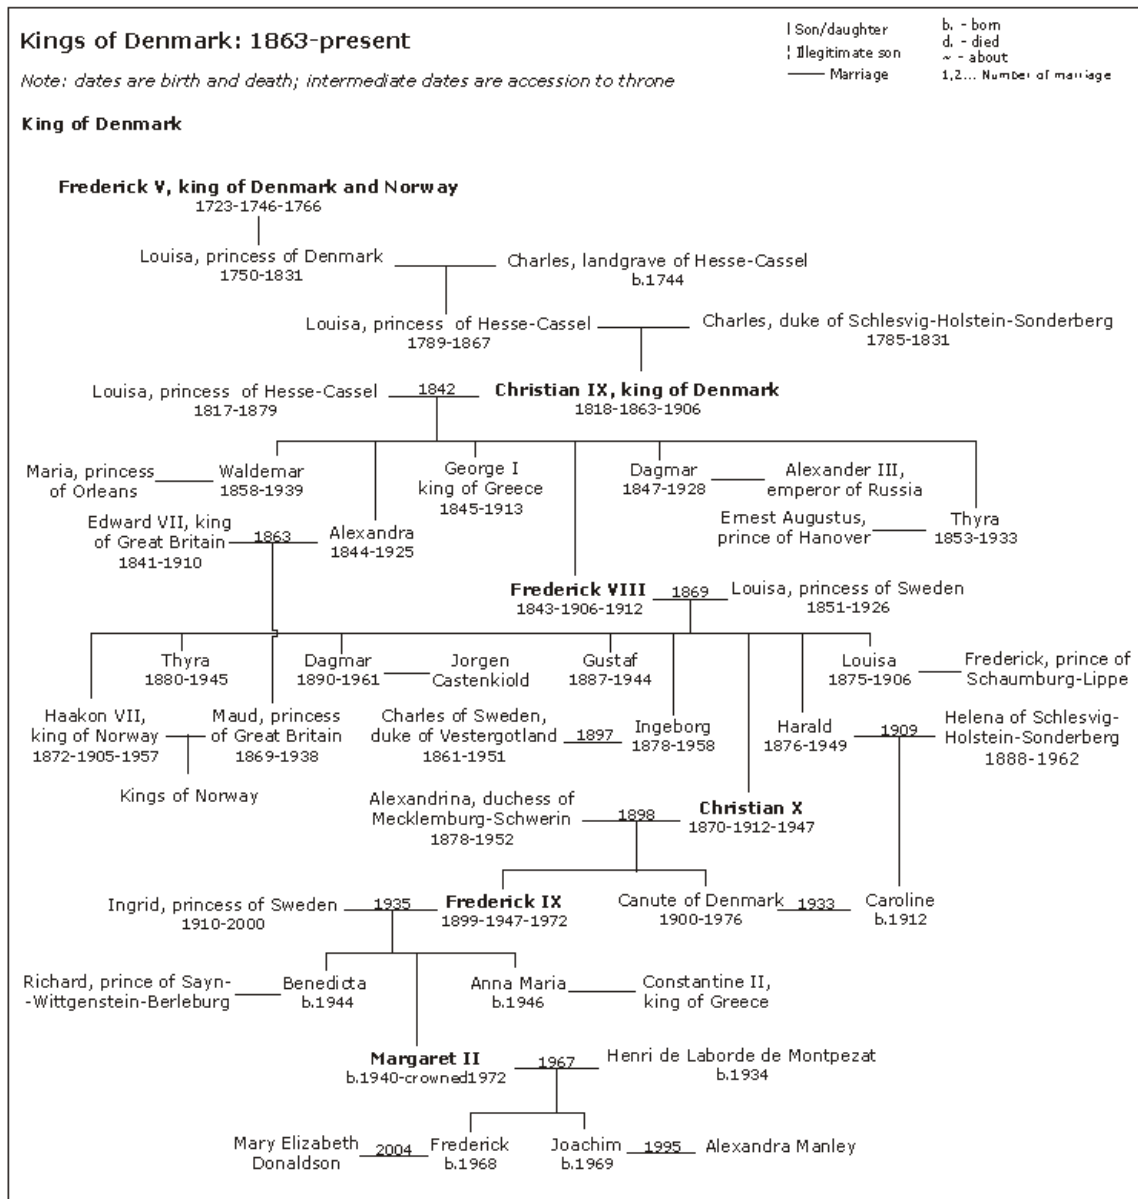 Kings of Denmark: 1863-present
Note: dates are birth and death; intermediate dates are accession to throne
King of Denmark
Son/daughter
Illegitimate son
Marriage
b. - born
d. - died
~ - about
1,2... Number of marriage
Frederick V, king of Denmark and Norway
1723-1746-1766
Louisa, princess of Denmark
1750-1831
Charles, landgrave of Hesse-Cassel
b.1744
Louisa, princess of Hesse-Cassel
1789-1867
Charles, duke of Schlesvig-Holstein-Sonderberg
1785-1831
Louisa, princess of Hesse-Cassel
1817-1879
1842
Christian IX, king of Denmark
1818-1863-1906
Maria, princess
of Orleans
Waldemar
1858-1939
George I
king of Greece
1845-1913
Dagmar
1847-1928
Alexander III,
emperor of Russia
Edward VII, king
of Great Britain
1841-1910
1863
Alexandra
1844-1925
Ernest Augustus,
prince of Hanover
Thyra
1853-1933
Frederick VIII
1843-1906-1912
1869
Louisa, princess of Sweden
1851-1926
Thyra
1880-1945
Dagmar
1890-1961
Jorgen
Castenkiold
Gustaf
1887-1944
Louisa
1875-1906
Frederick, prince of
Schaumburg-Lippe
Haakon VII,
king of Norway
1872-1905-1957
Maud, princess
of Great Britain
1869-1938
Charles of Sweden,
duke of Vestergotland
1861-1951
1897
Ingeborg
1878-1958
Harald
1876-1949
1909
Helena of Schlesvig-
Holstein-Sonderberg
1888-1962
Kings of Norway
Alexandrina, duchess of
Mecklemburg-Schwerin
1878-1952
1898
Christian X
1870-1912-1947
Ingrid, princess of Sweden
1910-2000
1935
Frederick IX
1899-1947-1972
Canute of Denmark
1900-1976
1933
Caroline
b.1912
Richard, prince of Sayn-
-Wittgenstein-Berleburg
Benedicta
b.1944
Anna Maria
b.1946
Constantine II,
king of Greece
Margaret II
b.1940-crowned1972
1967
Henri de Laborde de Montpezat
b.1934
Mary Elizabeth
Donaldson
2004
Frederick
b.1968
Joachim
b.1969
1995
Alexandra Manley